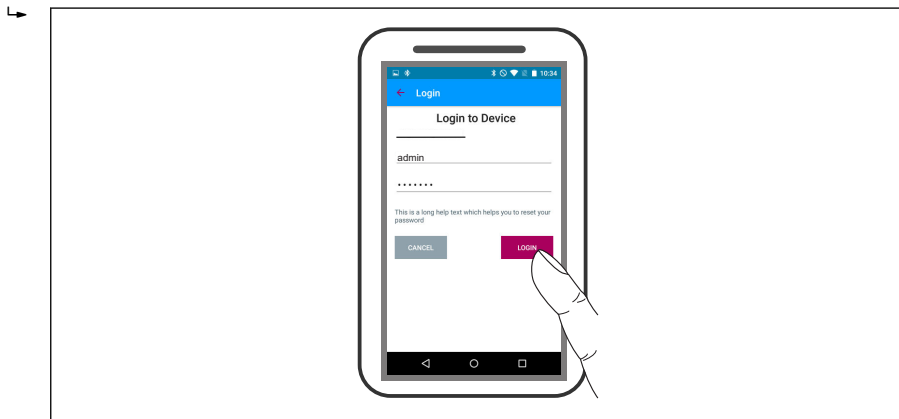 10:34
Login
Login to Device
admin
•••••••
This is a long help text which helps you to reset your
password
CANCEL
LOGIN